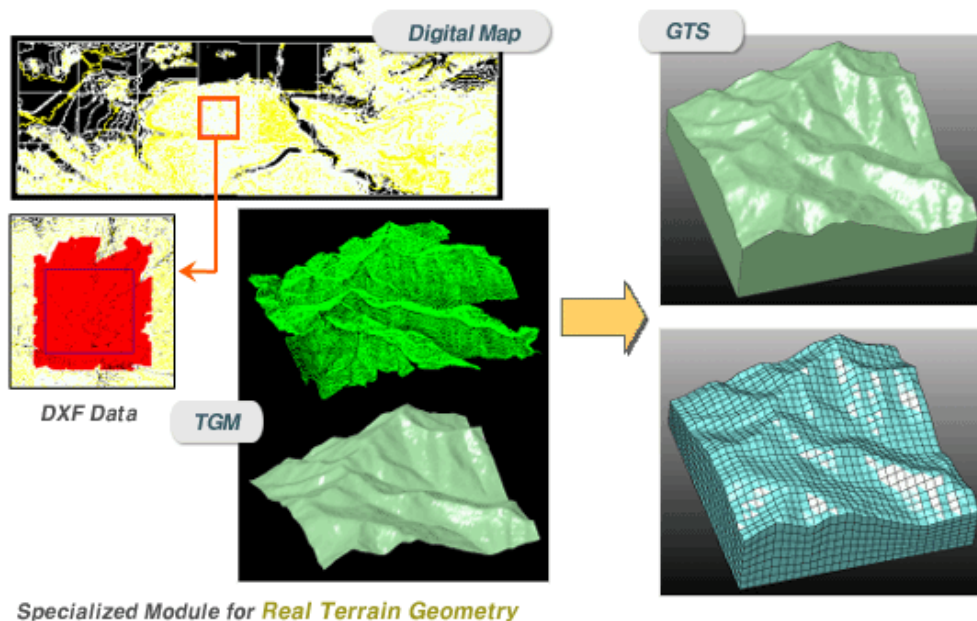 Digital Map
GTS
DXF Data
TGM
Specialized Module for Real Terrain Geometry